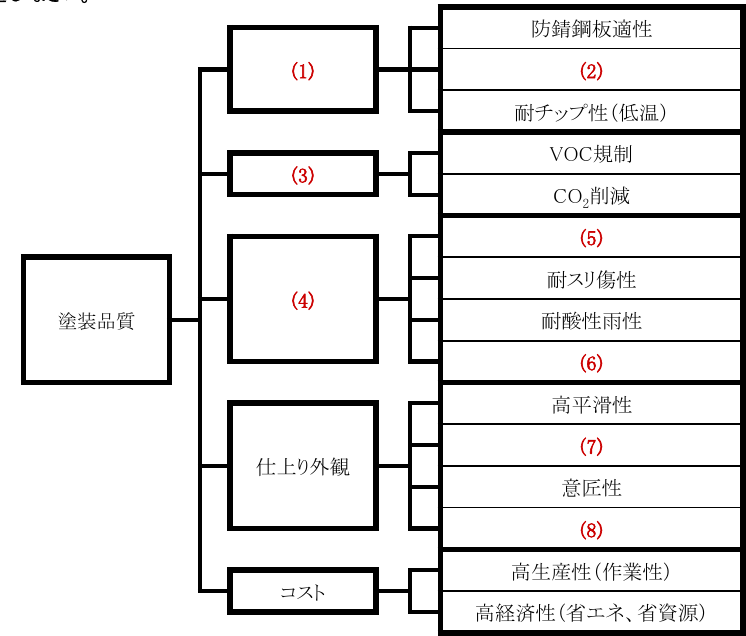 (1)
防錆鋼板適性
(2)
耐チップ性(低温)
(3)
VOC規制
CO₂削減
塗装品質
(4)
(5)
耐スリ傷性
耐酸性雨性
(6)
仕上り外観
高平滑性
(7)
意匠性
(8)
コスト
高生産性(作業性)
高経済性(省エネ、省資源)